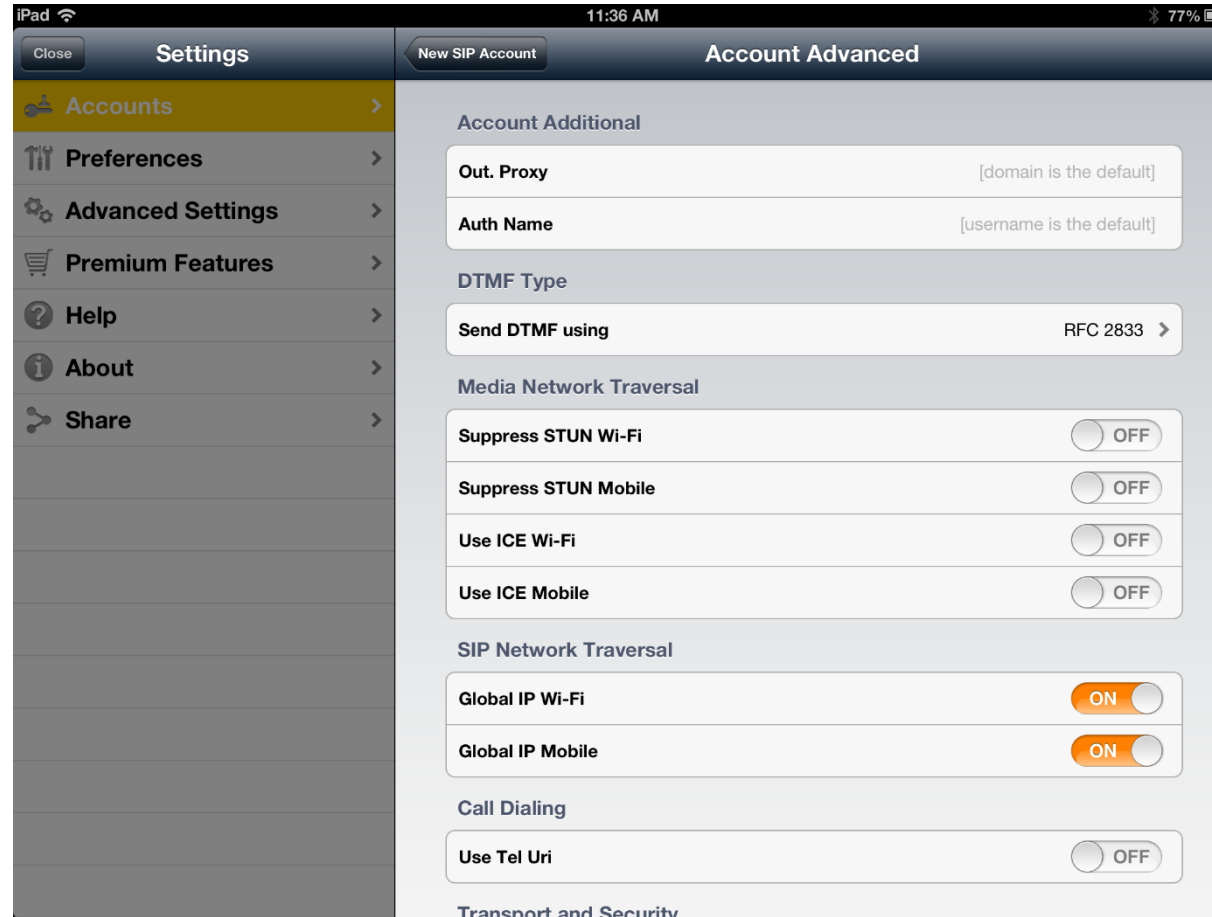 iPad 11:36 AM 77%
Close Settings
Accounts
Preferences
Advanced Settings
Premium Features
Help
About
Share
New SIP Account Account Advanced
Account Additional
Out. Proxy [domain is the default]
Auth Name [username is the default]
DTMF Type
Send DTMF using RFC 2833
Media Network Traversal
Suppress STUN Wi-Fi OFF
Suppress STUN Mobile OFF
Use ICE Wi-Fi OFF
Use ICE Mobile OFF
SIP Network Traversal
Global IP Wi-Fi ON
Global IP Mobile ON
Call Dialing
Use Tel Uri OFF
Transport and Security